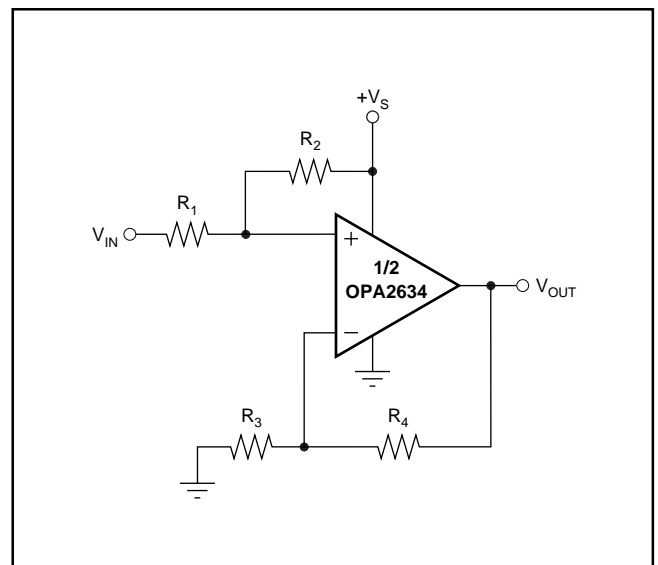 +V_S
R_2
R_1
V_IN
+
1/2
OPA2634
V_OUT
−
R_3
R_4